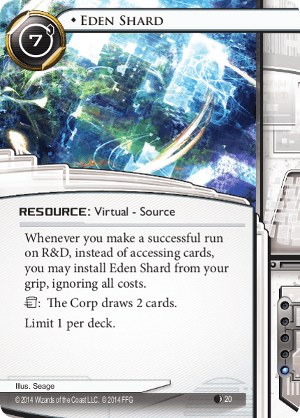 7
♦ Eden Shard
RESOURCE: Virtual - Source
Whenever you make a successful run
on R&D, instead of accessing cards,
you may install Eden Shard from your
grip, ignoring all costs.
: The Corp draws 2 cards.
Limit 1 per deck.
Illus. Seage
© 2014 Wizards of the Coast LLC. © 2014 FFG
20